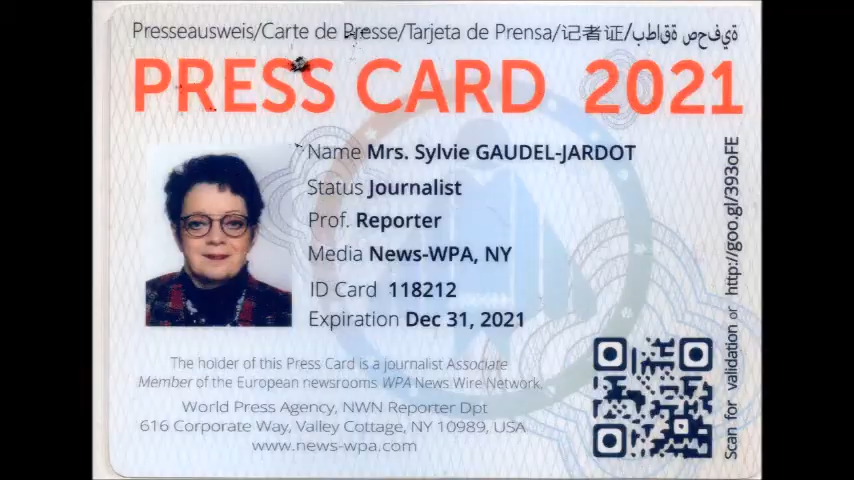 Presseausweis/Carte de Presse/Tarjeta de Prensa/记者证/بطاقة صحفية
PRESS CARD 2021
Name Mrs. Sylvie GAUDEL-JARDOT
Status Journalist
Prof. Reporter
Media News-WPA, NY
ID Card 118212
Expiration Dec 31, 2021
The holder of this Press Card is a journalist Associate
Member of the European newsrooms WPA News Wire Network.
World Press Agency, NWN Reporter Dpt
616 Corporate Way, Valley Cottage, NY 10989, USA
www.news-wpa.com
Scan for validation or http://goo.gl/393oFE